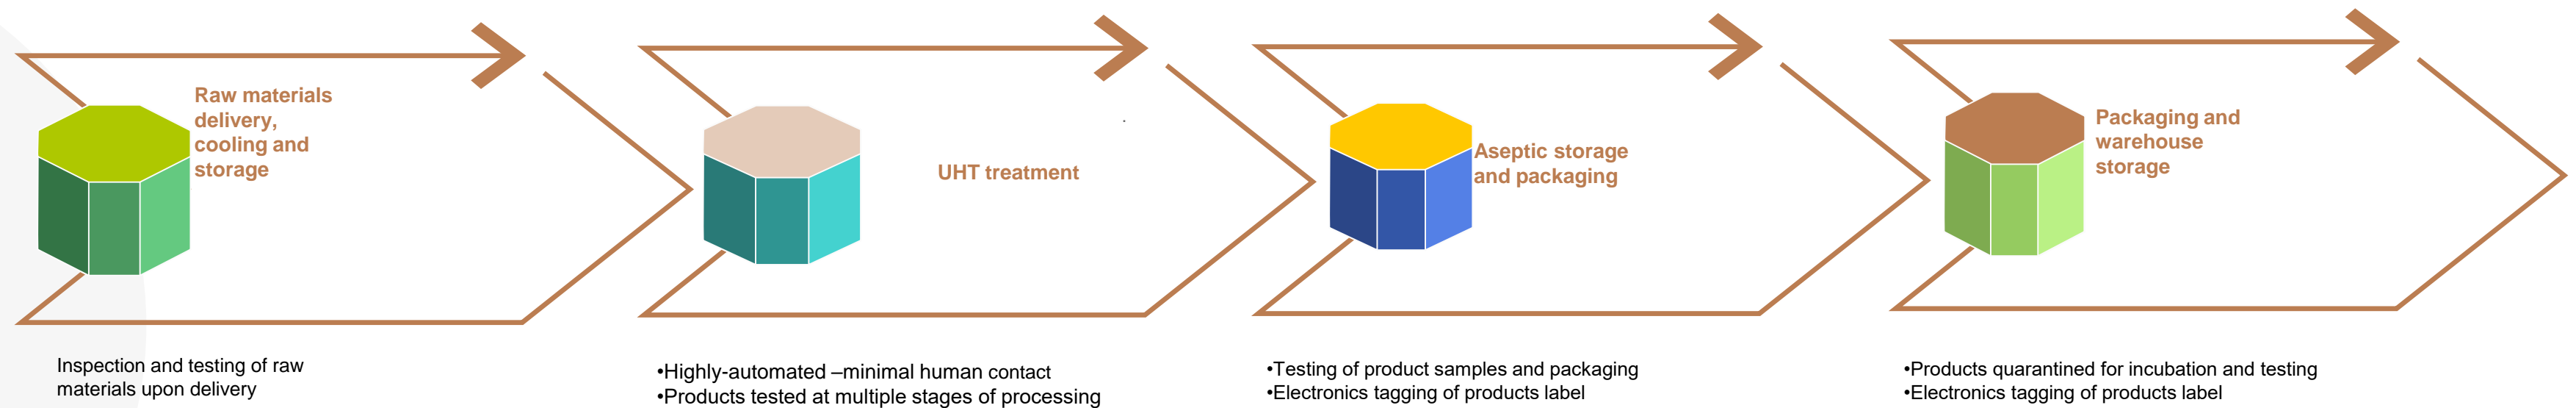 Raw materials
delivery,
cooling and
storage
Inspection and testing of raw
materials upon delivery
UHT treatment
•Highly-automated –minimal human contact
•Products tested at multiple stages of processing
Aseptic storage
and packaging
•Testing of product samples and packaging
•Electronics tagging of products label
Packaging and
warehouse
storage
•Products quarantined for incubation and testing
•Electronics tagging of products label